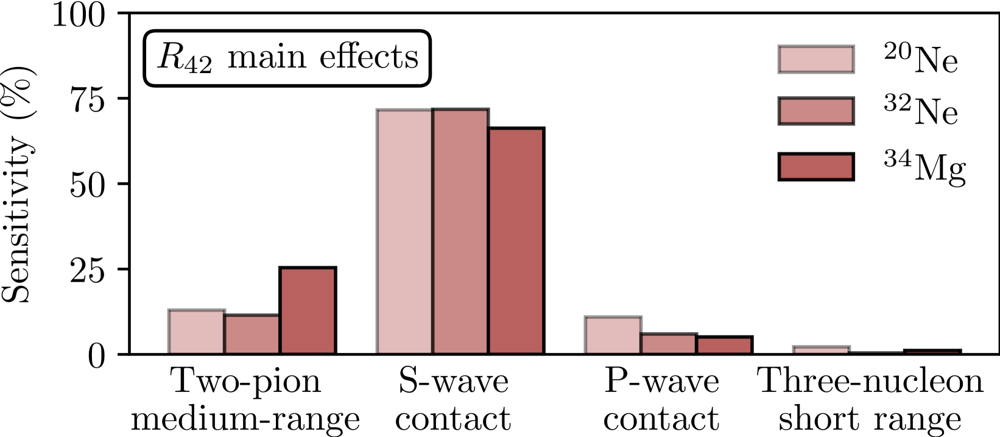 100
75
50
25
0
Sensitivity (%)
R₄₂ main effects
²⁰Ne
³²Ne
³⁴Mg
Two-pion
medium-range
S-wave
contact
P-wave
contact
Three-nucleon
short range